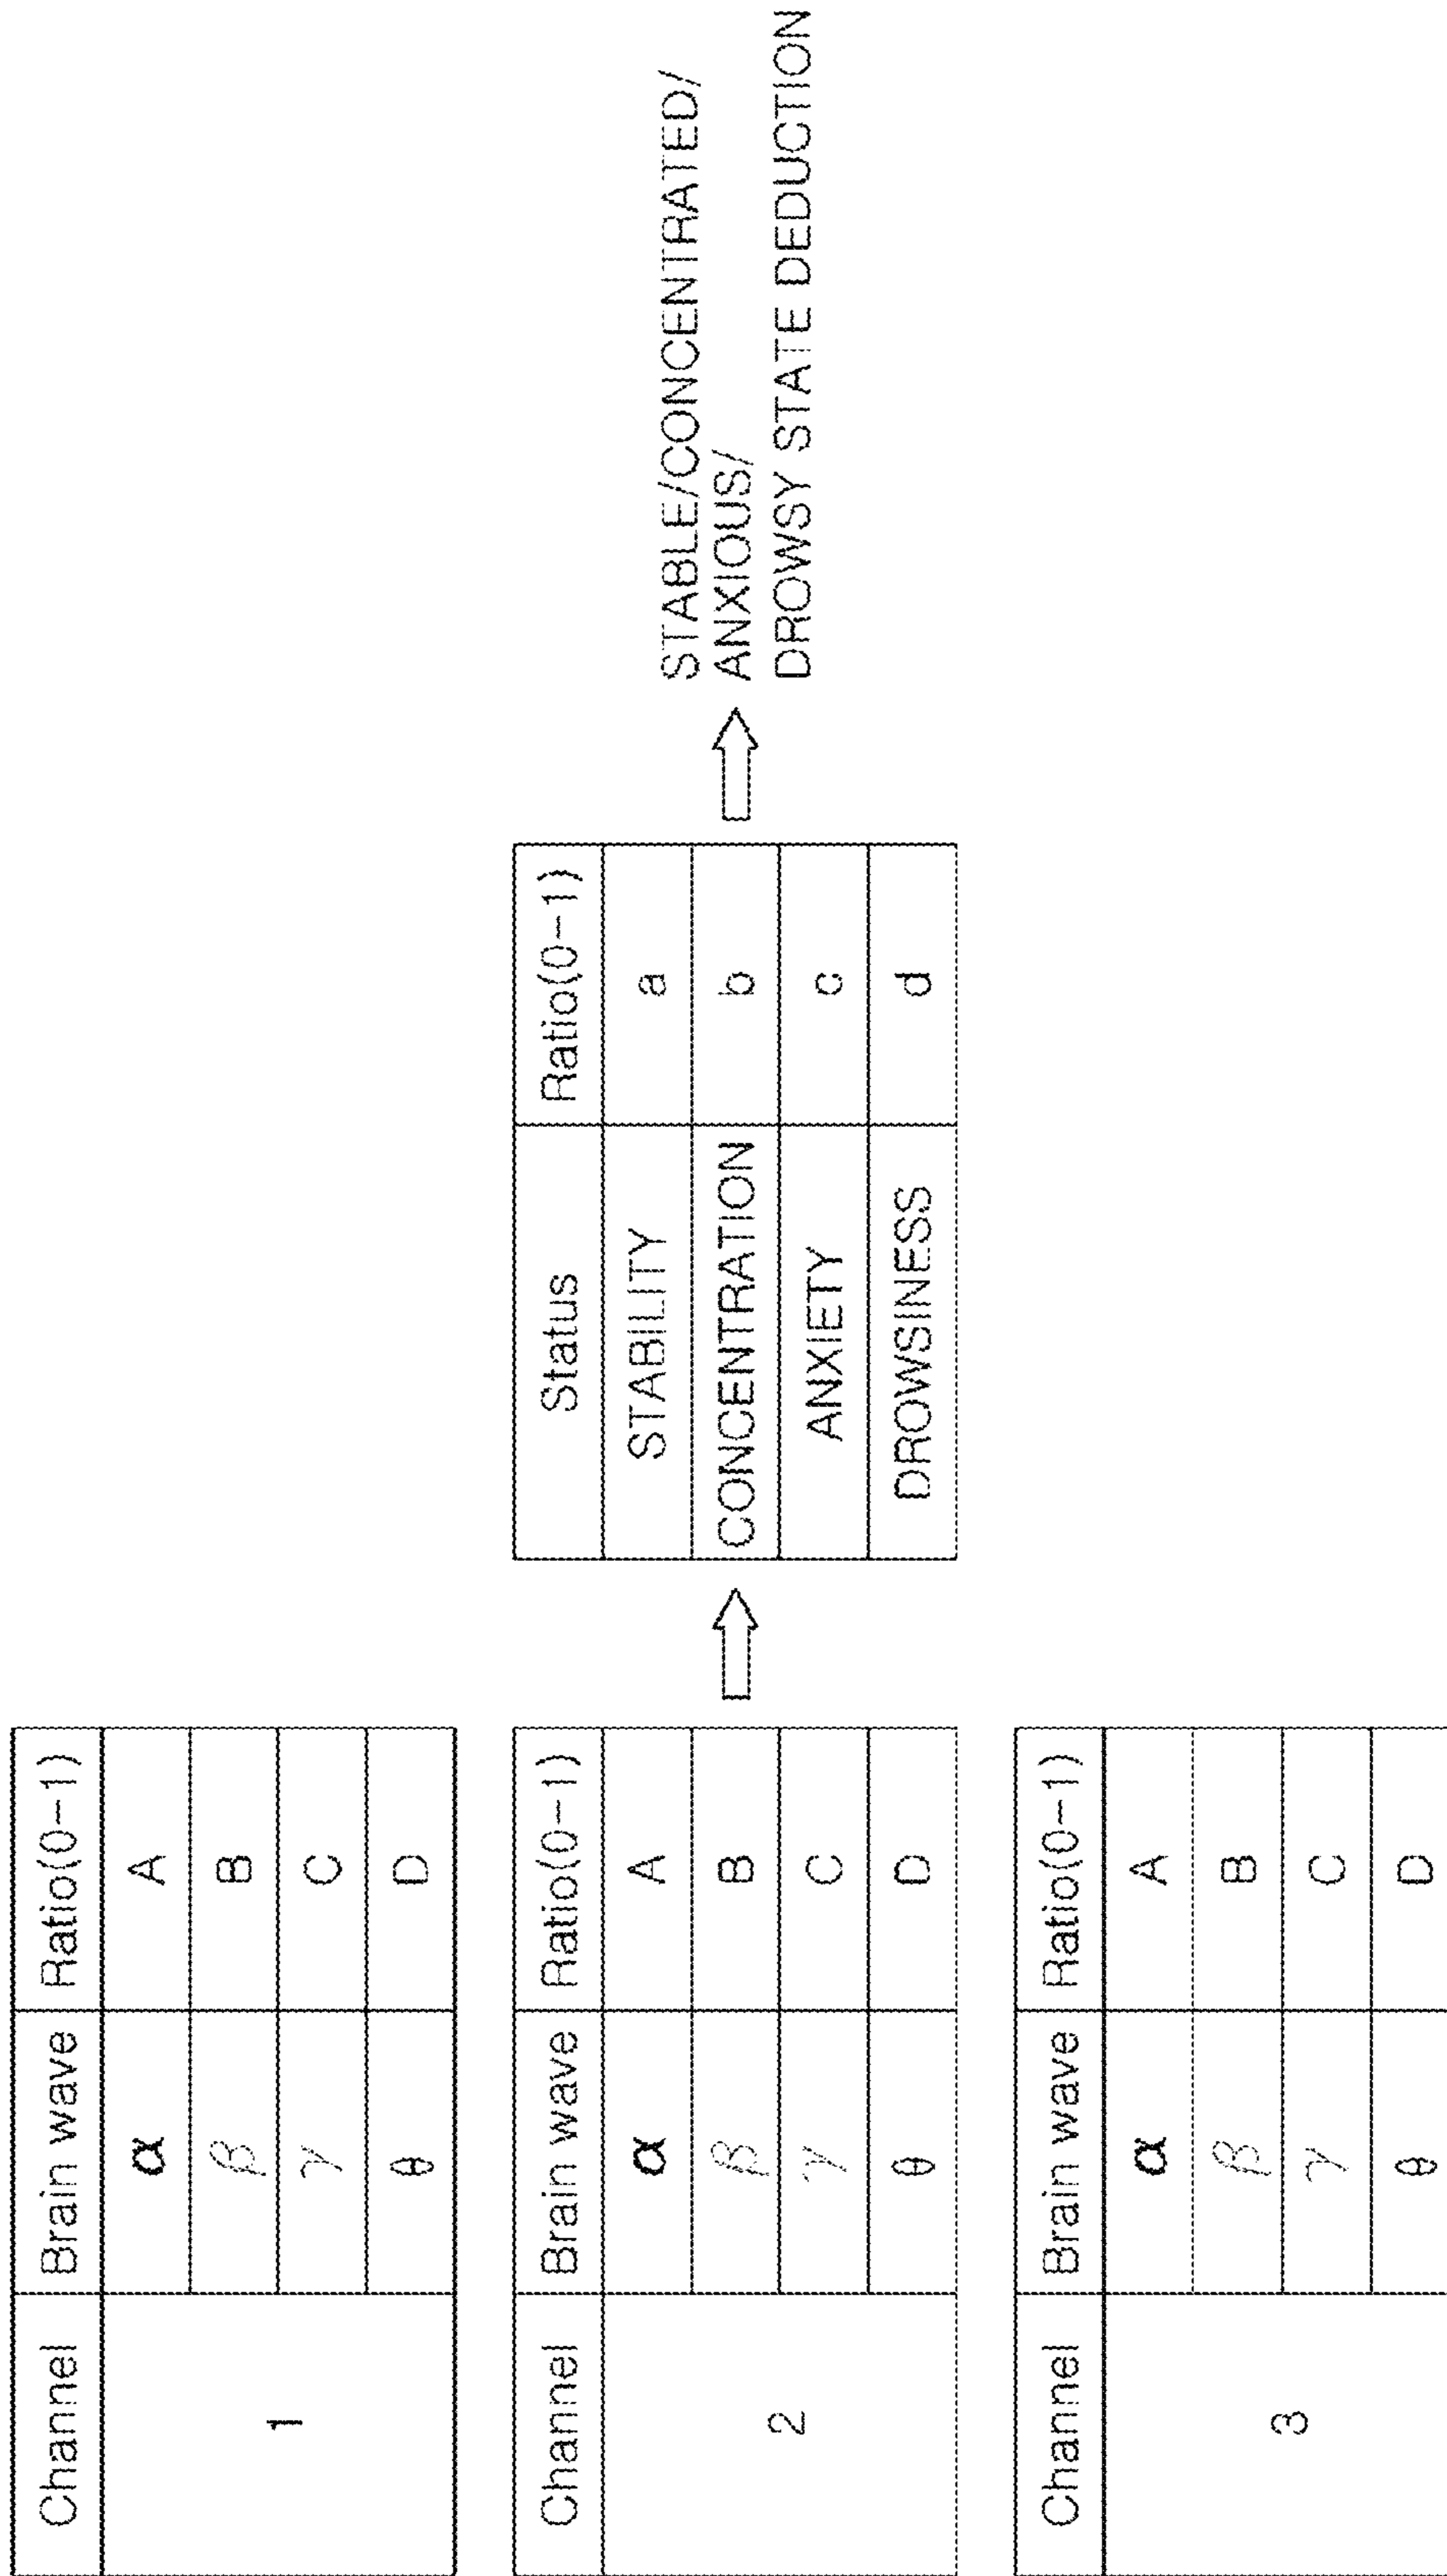 Channel Brain wave Ratio(0-1)
1
α A
β B
γ C
θ D
Channel Brain wave Ratio(0-1)
2
α A
β B
γ C
θ D
Channel Brain wave Ratio(0-1)
3
α A
β B
γ C
θ D
Status Ratio(0-1)
STABILITY a
CONCENTRATION b
ANXIETY c
DROWSINESS d
STABLE/CONCENTRATED/
ANXIOUS/
DROWSY STATE DEDUCTION